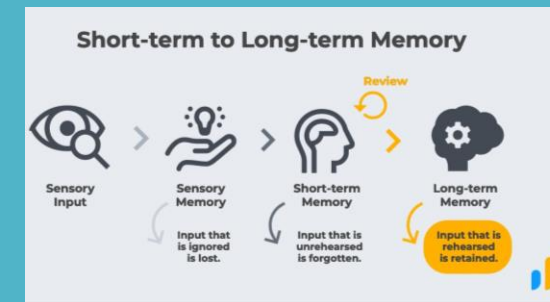 Short-term to Long-term Memory
Review
Sensory
Input
Sensory
Memory
Short-term
Memory
Long-term
Memory
Input that
is ignored
is lost.
Input that is
unrehearsed
is forgotten.
Input that is
rehearsed
is retained.